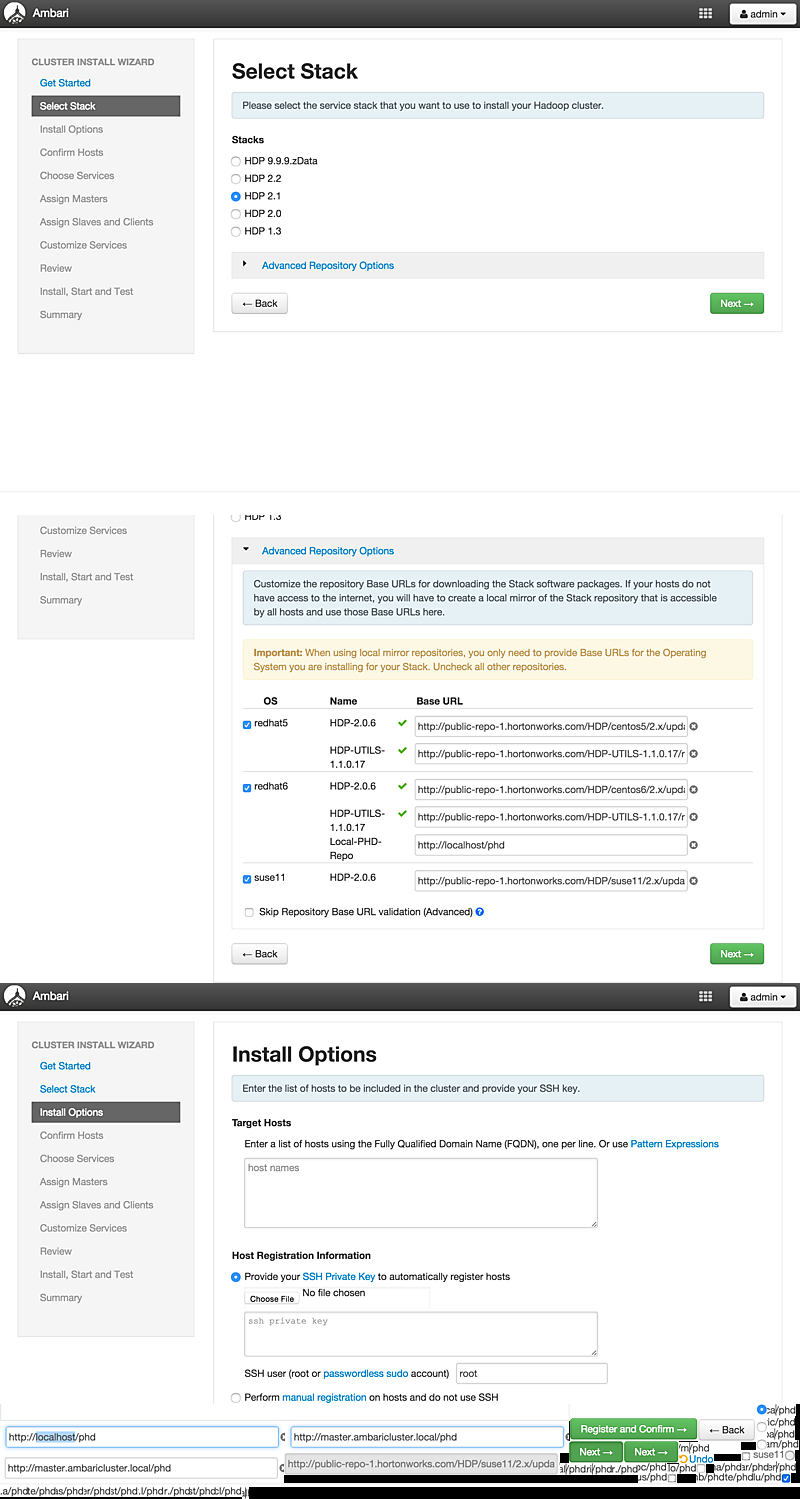 Ambari
admin
CLUSTER INSTALL WIZARD
Get Started
Select Stack
Install Options
Confirm Hosts
Choose Services
Assign Masters
Assign Slaves and Clients
Customize Services
Review
Install, Start and Test
Summary
Select Stack
Please select the service stack that you want to use to install your Hadoop cluster.
Stacks
HDP 9.9.9.zData
HDP 2.2
HDP 2.1
HDP 2.0
HDP 1.3
Advanced Repository Options
← Back
Next →
Customize Services
Review
Install, Start and Test
Summary
HDP 1.3
Advanced Repository Options
Customize the repository Base URLs for downloading the Stack software packages. If your hosts do not
have access to the internet, you will have to create a local mirror of the Stack repository that is accessible
by all hosts and use those Base URLs here.
Important: When using local mirror repositories, you only need to provide Base URLs for the Operating
System you are installing for your Stack. Uncheck all other repositories.
OS Name Base URL
redhat5 HDP-2.0.6 http://public-repo-1.hortonworks.com/HDP/centos5/2.x/upda
HDP-UTILS-
1.1.0.17
http://public-repo-1.hortonworks.com/HDP-UTILS-1.1.0.17/r
redhat6 HDP-2.0.6 http://public-repo-1.hortonworks.com/HDP/centos6/2.x/upda
HDP-UTILS-
1.1.0.17
http://public-repo-1.hortonworks.com/HDP-UTILS-1.1.0.17/r
Local-PHD-
Repo
http://localhost/phd
suse11 HDP-2.0.6 http://public-repo-1.hortonworks.com/HDP/suse11/2.x/upda
Skip Repository Base URL validation (Advanced)
← Back
Next →
Ambari
admin
CLUSTER INSTALL WIZARD
Get Started
Select Stack
Install Options
Confirm Hosts
Choose Services
Assign Masters
Assign Slaves and Clients
Customize Services
Review
Install, Start and Test
Summary
Install Options
Enter the list of hosts to be included in the cluster and provide your SSH key.
Target Hosts
Enter a list of hosts using the Fully Qualified Domain Name (FQDN), one per line. Or use Pattern Expressions
host names
Host Registration Information
Provide your SSH Private Key to automatically register hosts
Choose File No file chosen
ssh private key
SSH user (root or passwordless sudo account) root
Perform manual registration on hosts and do not use SSH
http://localhost/phd
http://master.ambaricluster.local/phd
Register and Confirm →
← Back
Next →
Next →
Undo
suse11
http://master.ambaricluster.local/phd
http://public-repo-1.hortonworks.com/HDP/suse11/2.x/upda